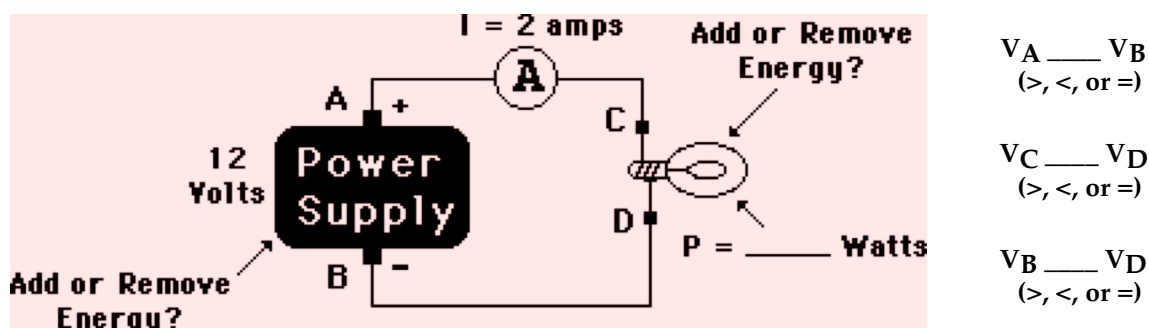 I = 2 amps
Add or Remove
Energy?
A
A +
C
12
Volts
Power
Supply
D
P = _____ Watts
B -
Add or Remove
Energy?
VA ____ VB
(>, <, or =)
VC ____ VD
(>, <, or =)
VB ____ VD
(>, <, or =)